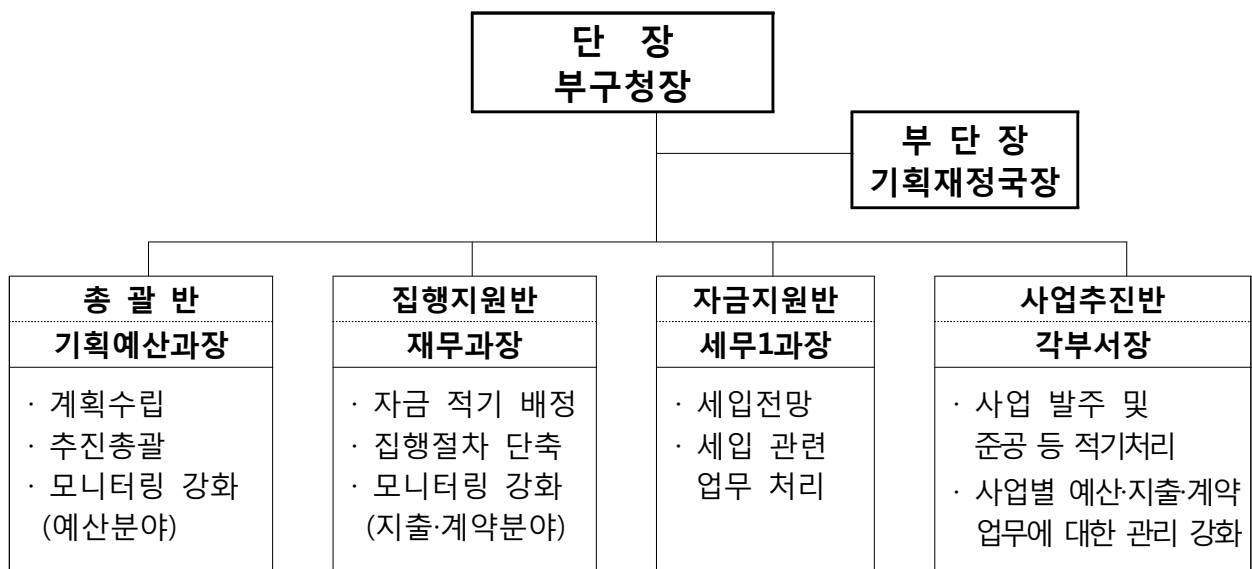 단 장
부구청장
부 단 장
기획재정국장
총 괄 반
기획예산과장
· 계획수립
· 추진총괄
· 모니터링 강화
(예산분야)
집행지원반
재무과장
· 자금 적기 배정
· 집행절차 단축
· 모니터링 강화
(지출·계약분야)
자금지원반
세무1과장
· 세입전망
· 세입 관련
업무 처리
사업추진반
각부서장
· 사업 발주 및
준공 등 적기처리
· 사업별 예산·지출·계약
업무에 대한 관리 강화